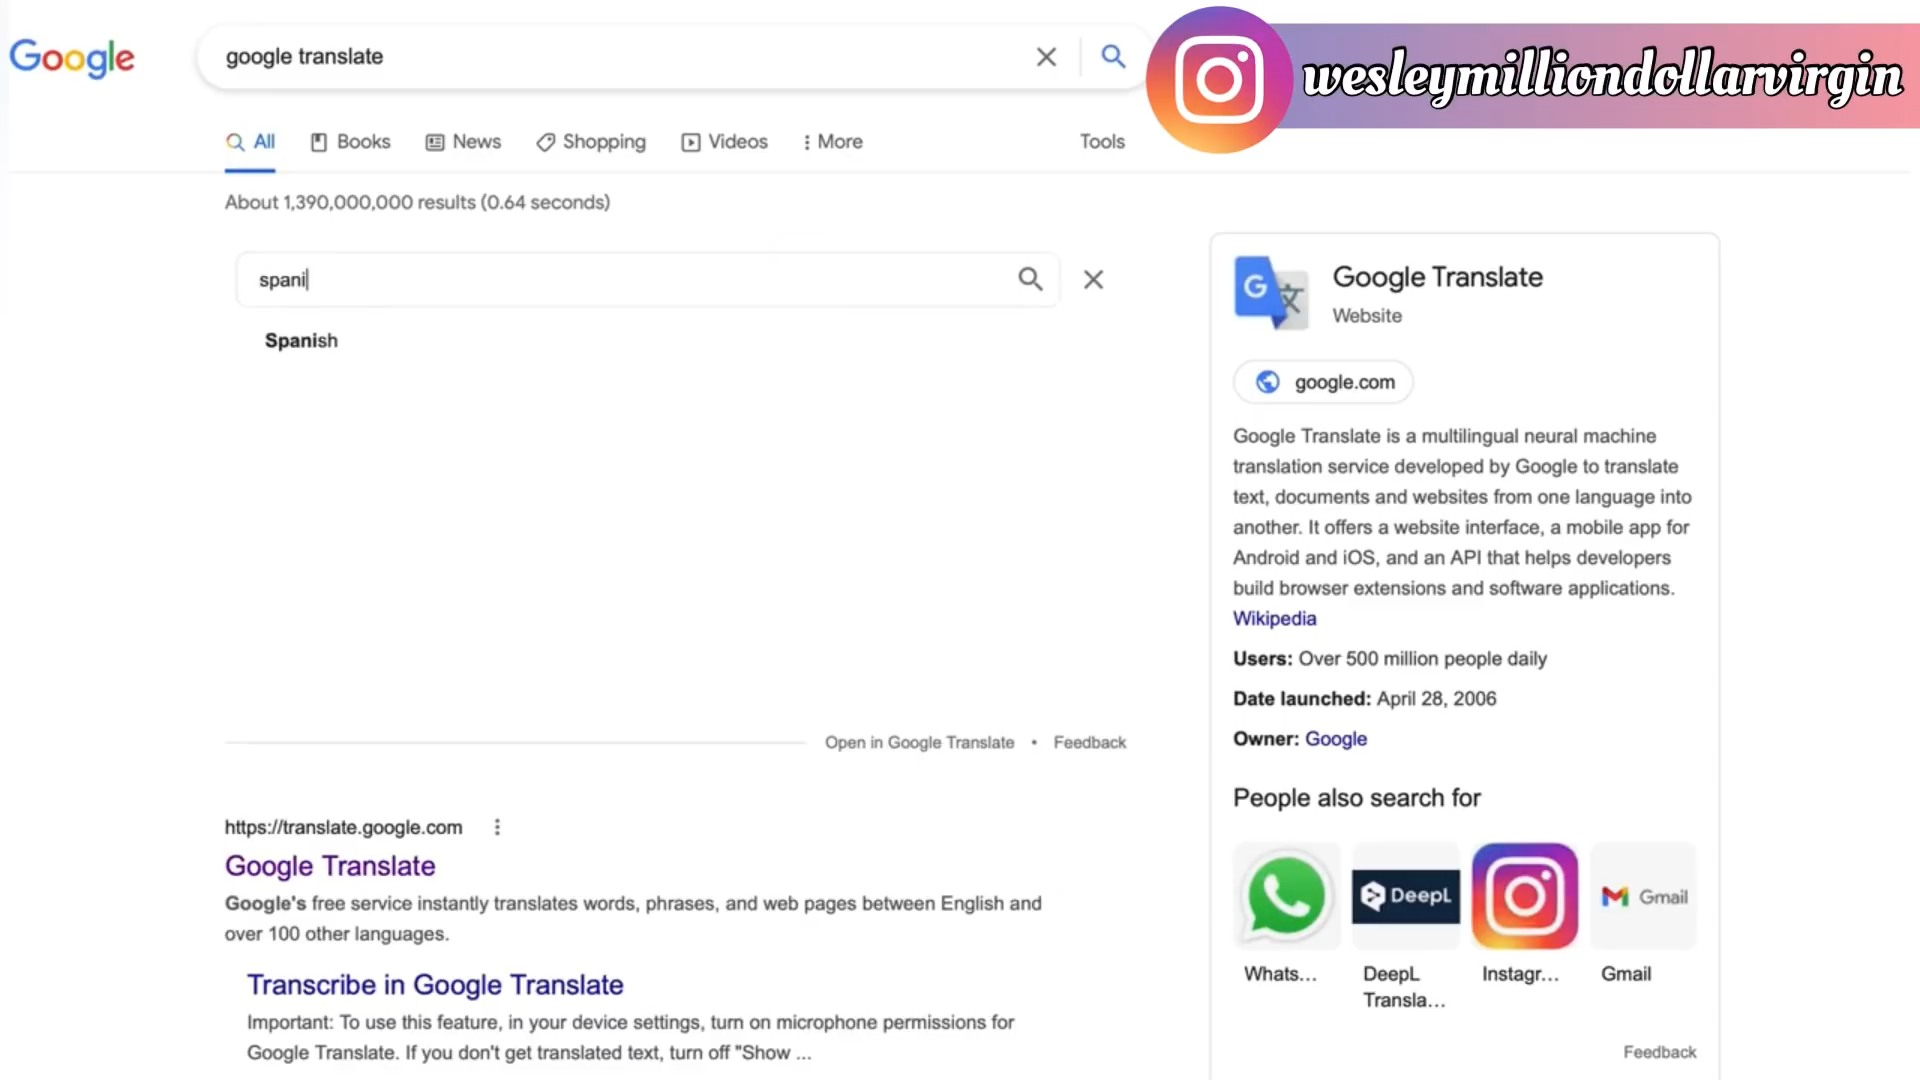 Google
google translate
wesleymilliondollarvirgin
All
Books
News
Shopping
Videos
More
Tools
About 1,390,000,000 results (0.64 seconds)
spani
Spanish
Open in Google Translate • Feedback
https://translate.google.com
Google Translate
Google's free service instantly translates words, phrases, and web pages between English and
over 100 other languages.
Transcribe in Google Translate
Important: To use this feature, in your device settings, turn on microphone permissions for
Google Translate. If you don't get translated text, turn off "Show ...
G
文
Google Translate
Website
google.com
Google Translate is a multilingual neural machine
translation service developed by Google to translate
text, documents and websites from one language into
another. It offers a website interface, a mobile app for
Android and iOS, and an API that helps developers
build browser extensions and software applications.
Wikipedia
Users: Over 500 million people daily
Date launched: April 28, 2006
Owner: Google
People also search for
DeepL
Gmail
Whats...
DeepL
Transla...
Instagr...
Gmail
Feedback